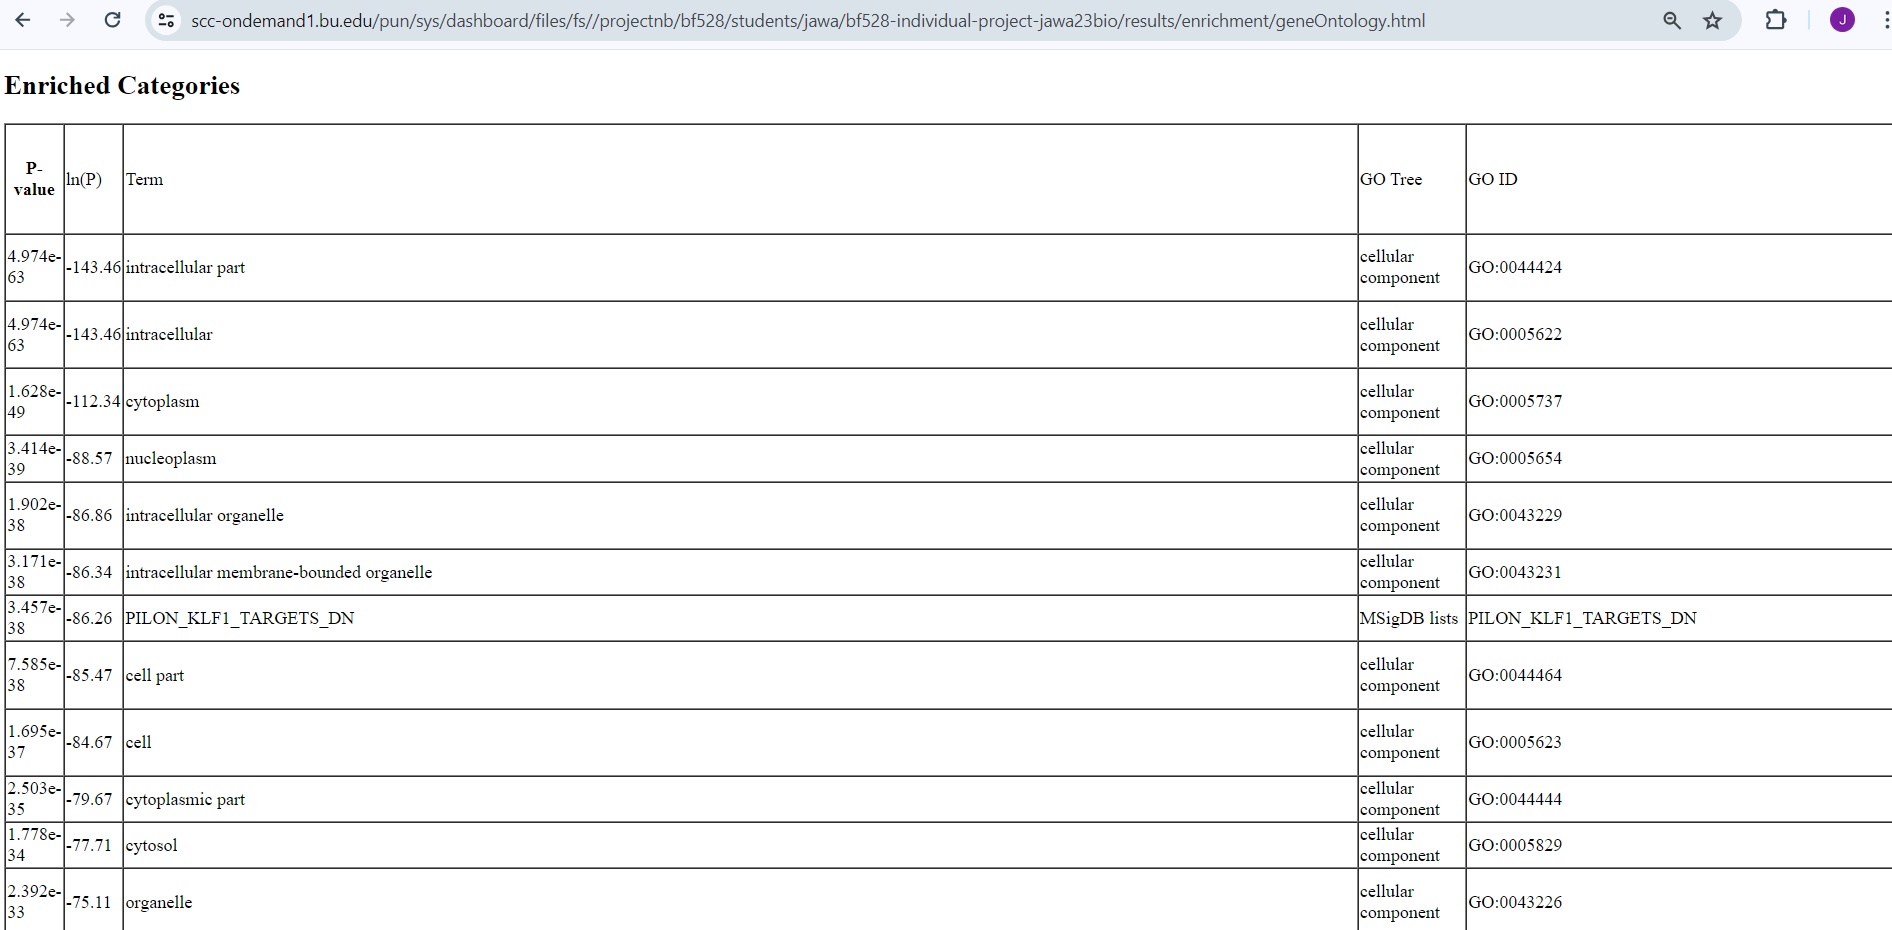 scc-ondemand1.bu.edu/pun/sys/dashboard/files/fs//projectnb/bf528/students/jawa/bf528-individual-project-jawa23bio/results/enrichment/geneOntology.html
J
Enriched Categories
P-
value ln(P) Term GO Tree GO ID
4.974e-
63 -143.46 intracellular part cellular
component GO:0044424
4.974e-
63 -143.46 intracellular cellular
component GO:0005622
1.628e-
49 -112.34 cytoplasm cellular
component GO:0005737
3.414e-
39 -88.57 nucleoplasm cellular
component GO:0005654
1.902e-
38 -86.86 intracellular organelle cellular
component GO:0043229
3.171e-
38 -86.34 intracellular membrane-bounded organelle cellular
component GO:0043231
3.457e-
38 -86.26 PILON_KLF1_TARGETS_DN MSigDB lists PILON_KLF1_TARGETS_DN
7.585e-
38 -85.47 cell part cellular
component GO:0044464
1.695e-
37 -84.67 cell cellular
component GO:0005623
2.503e-
35 -79.67 cytoplasmic part cellular
component GO:0044444
1.778e-
34 -77.71 cytosol cellular
component GO:0005829
2.392e-
33 -75.11 organelle cellular
component GO:0043226